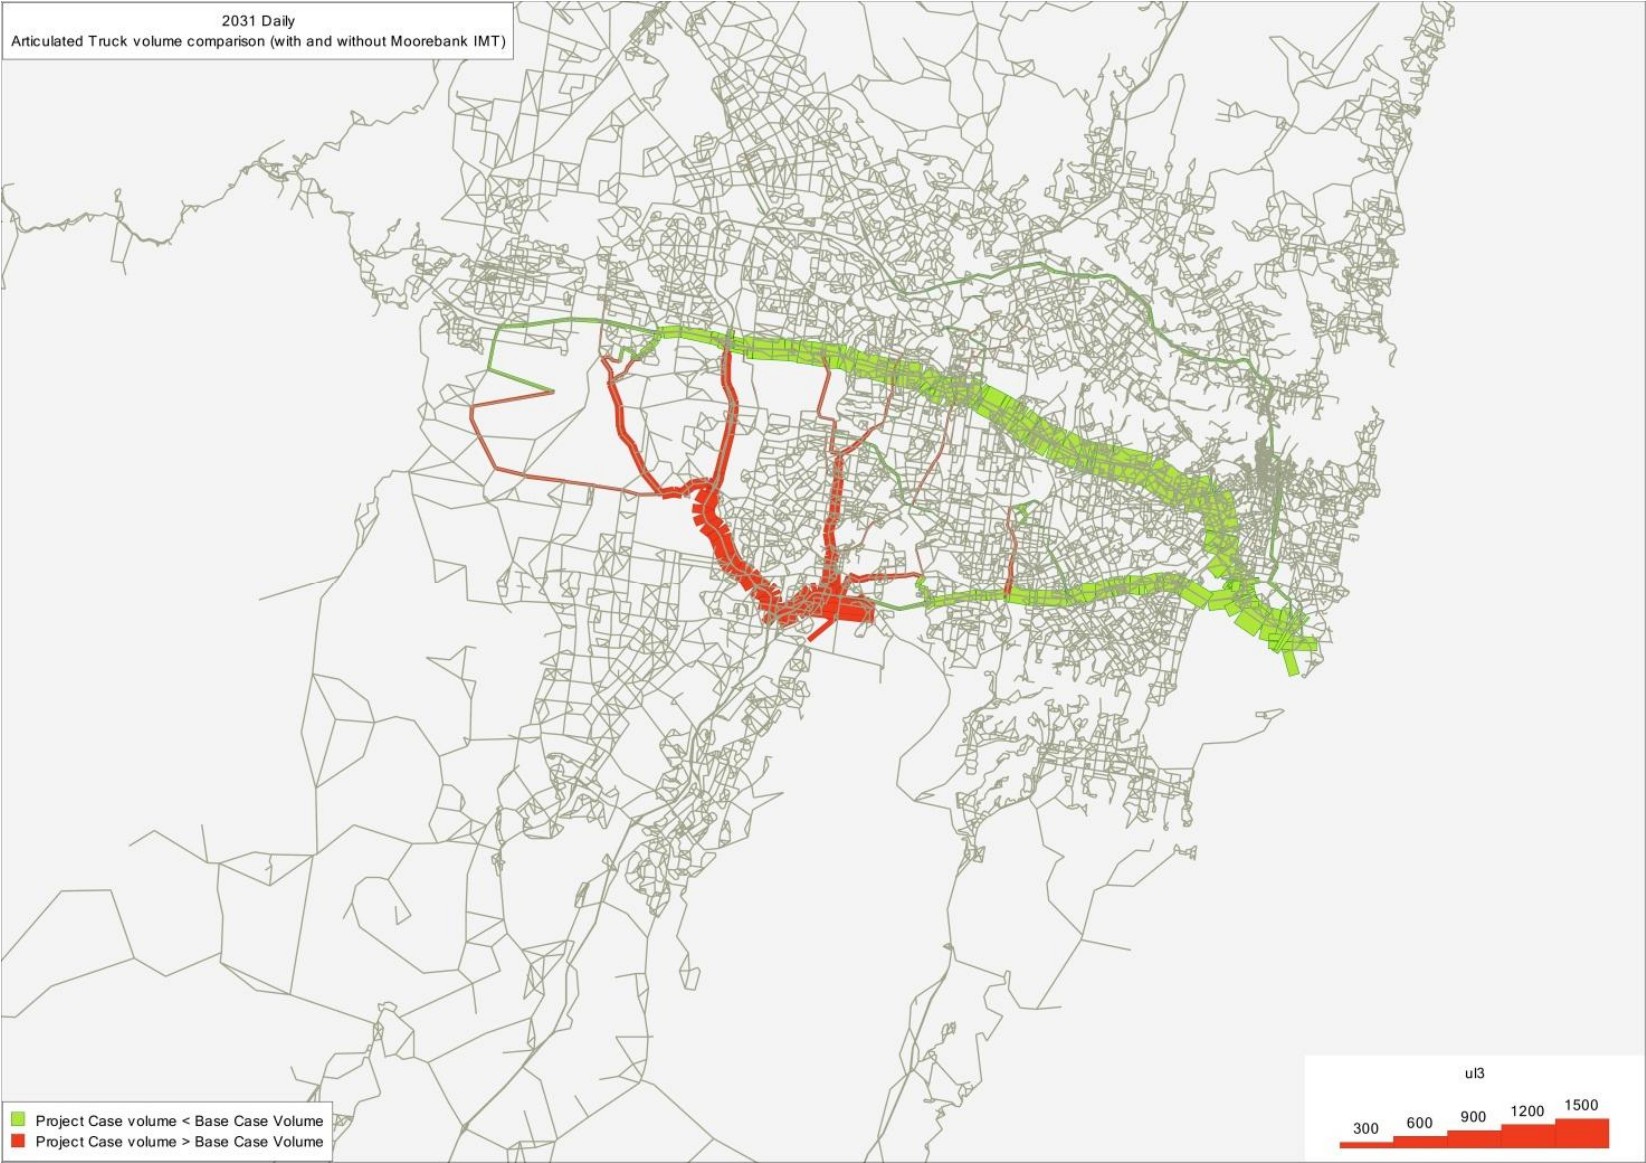 2031 Daily
Articulated Truck volume comparison (with and without Moorebank IMT)
Project Case volume < Base Case Volume
Project Case volume > Base Case Volume
ul3
300 600 900 1200 1500